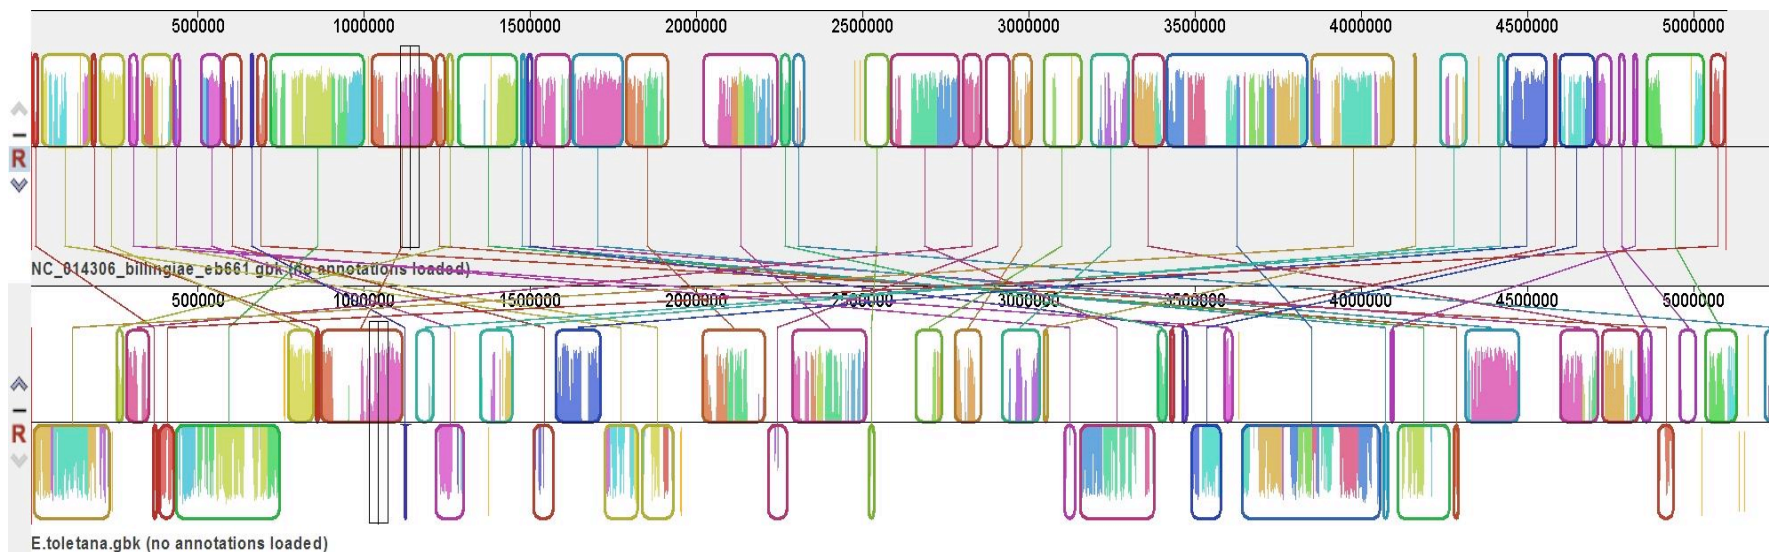 500000 1000000 1500000 2000000 2500000 3000000 3500000 4000000 4500000 5000000
R
NC_014306_billingiae_eb661.gbk (no annotations loaded)
500000 1000000 1500000 2000000 2500000 3000000 3500000 4000000 4500000 5000000
R
E.toletana.gbk (no annotations loaded)